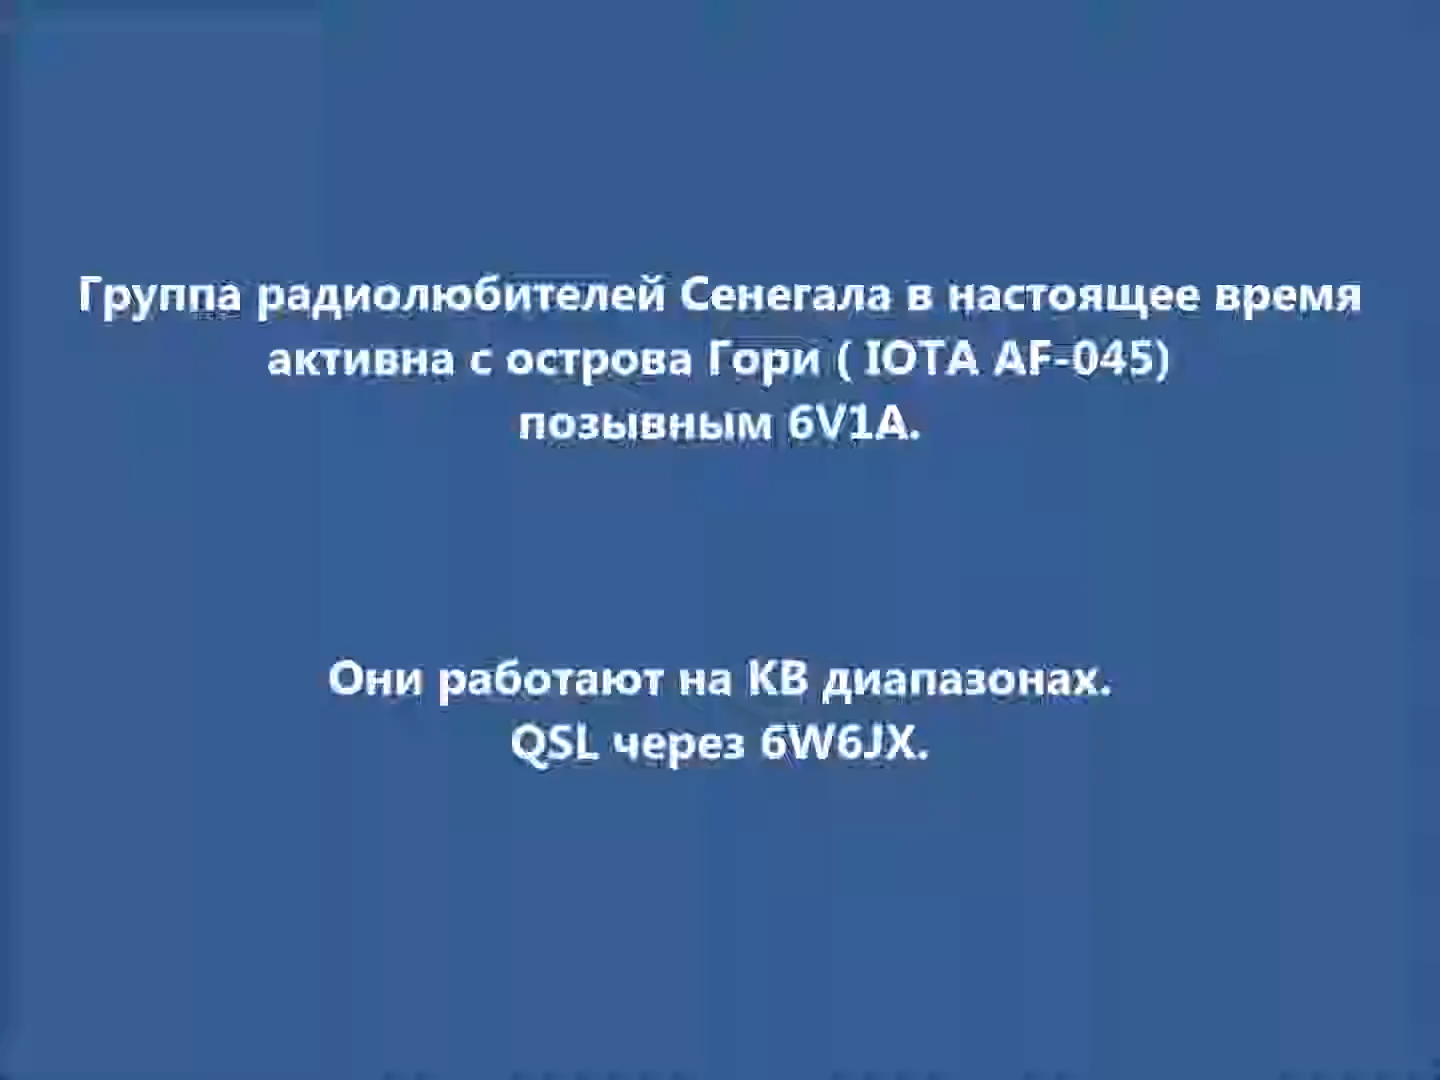 Группа радиолюбителей Сенегала в настоящее время
активна с острова Гори ( IOTA AF-045)
позывным 6V1A.
Они работают на КВ диапазонах.
QSL через 6W6JX.